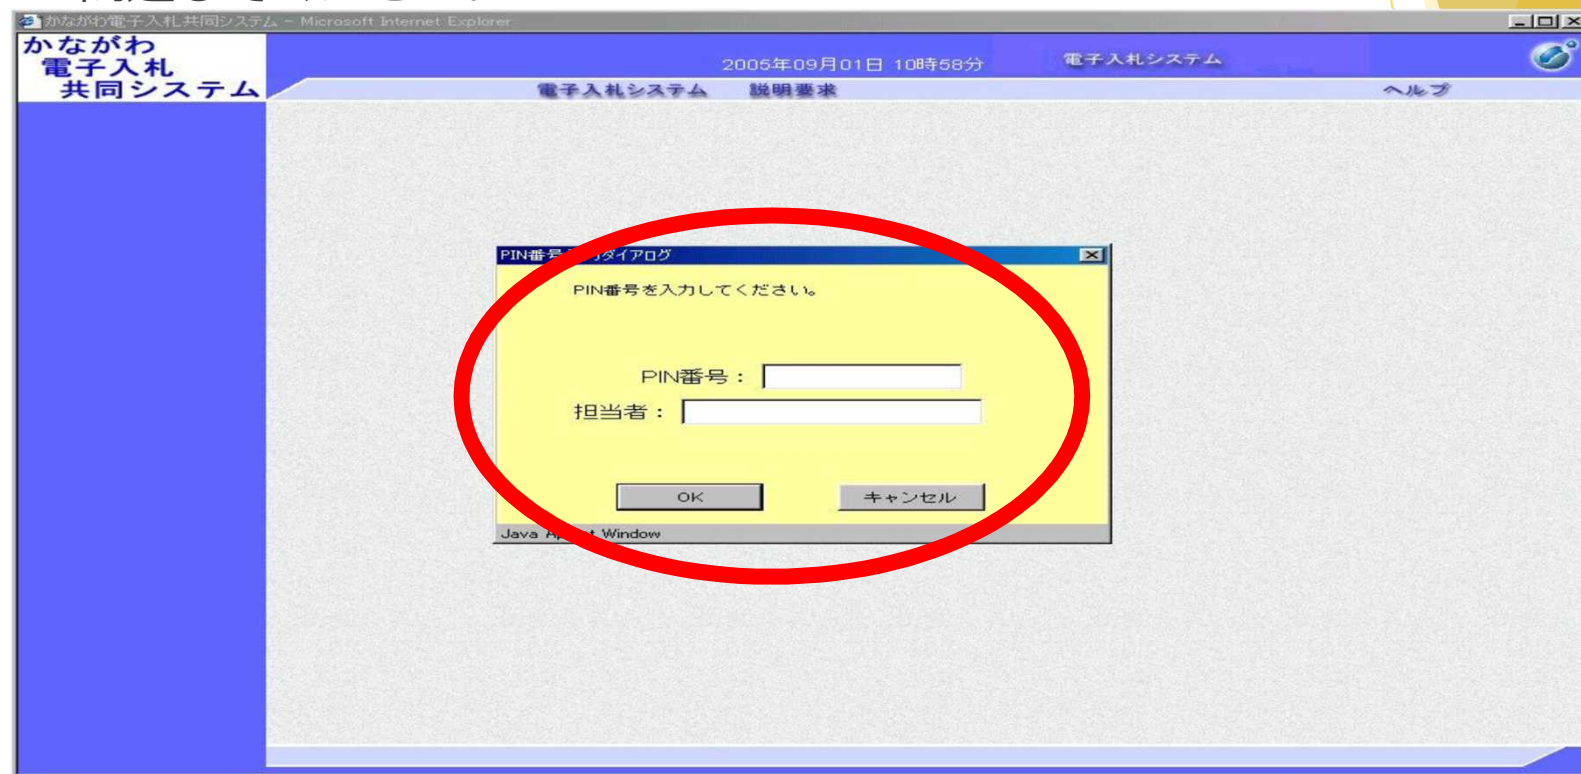 かながわ電子入札共同システム - Microsoft Internet Explorer
かながわ
電子入札
共同システム
2005年09月01日 10時58分
電子入札システム
電子入札システム 説明要求 ヘルプ
PIN番号 ダイアログ
PIN番号を入力してください。
PIN番号：
担当者：
OK キャンセル
Java Window